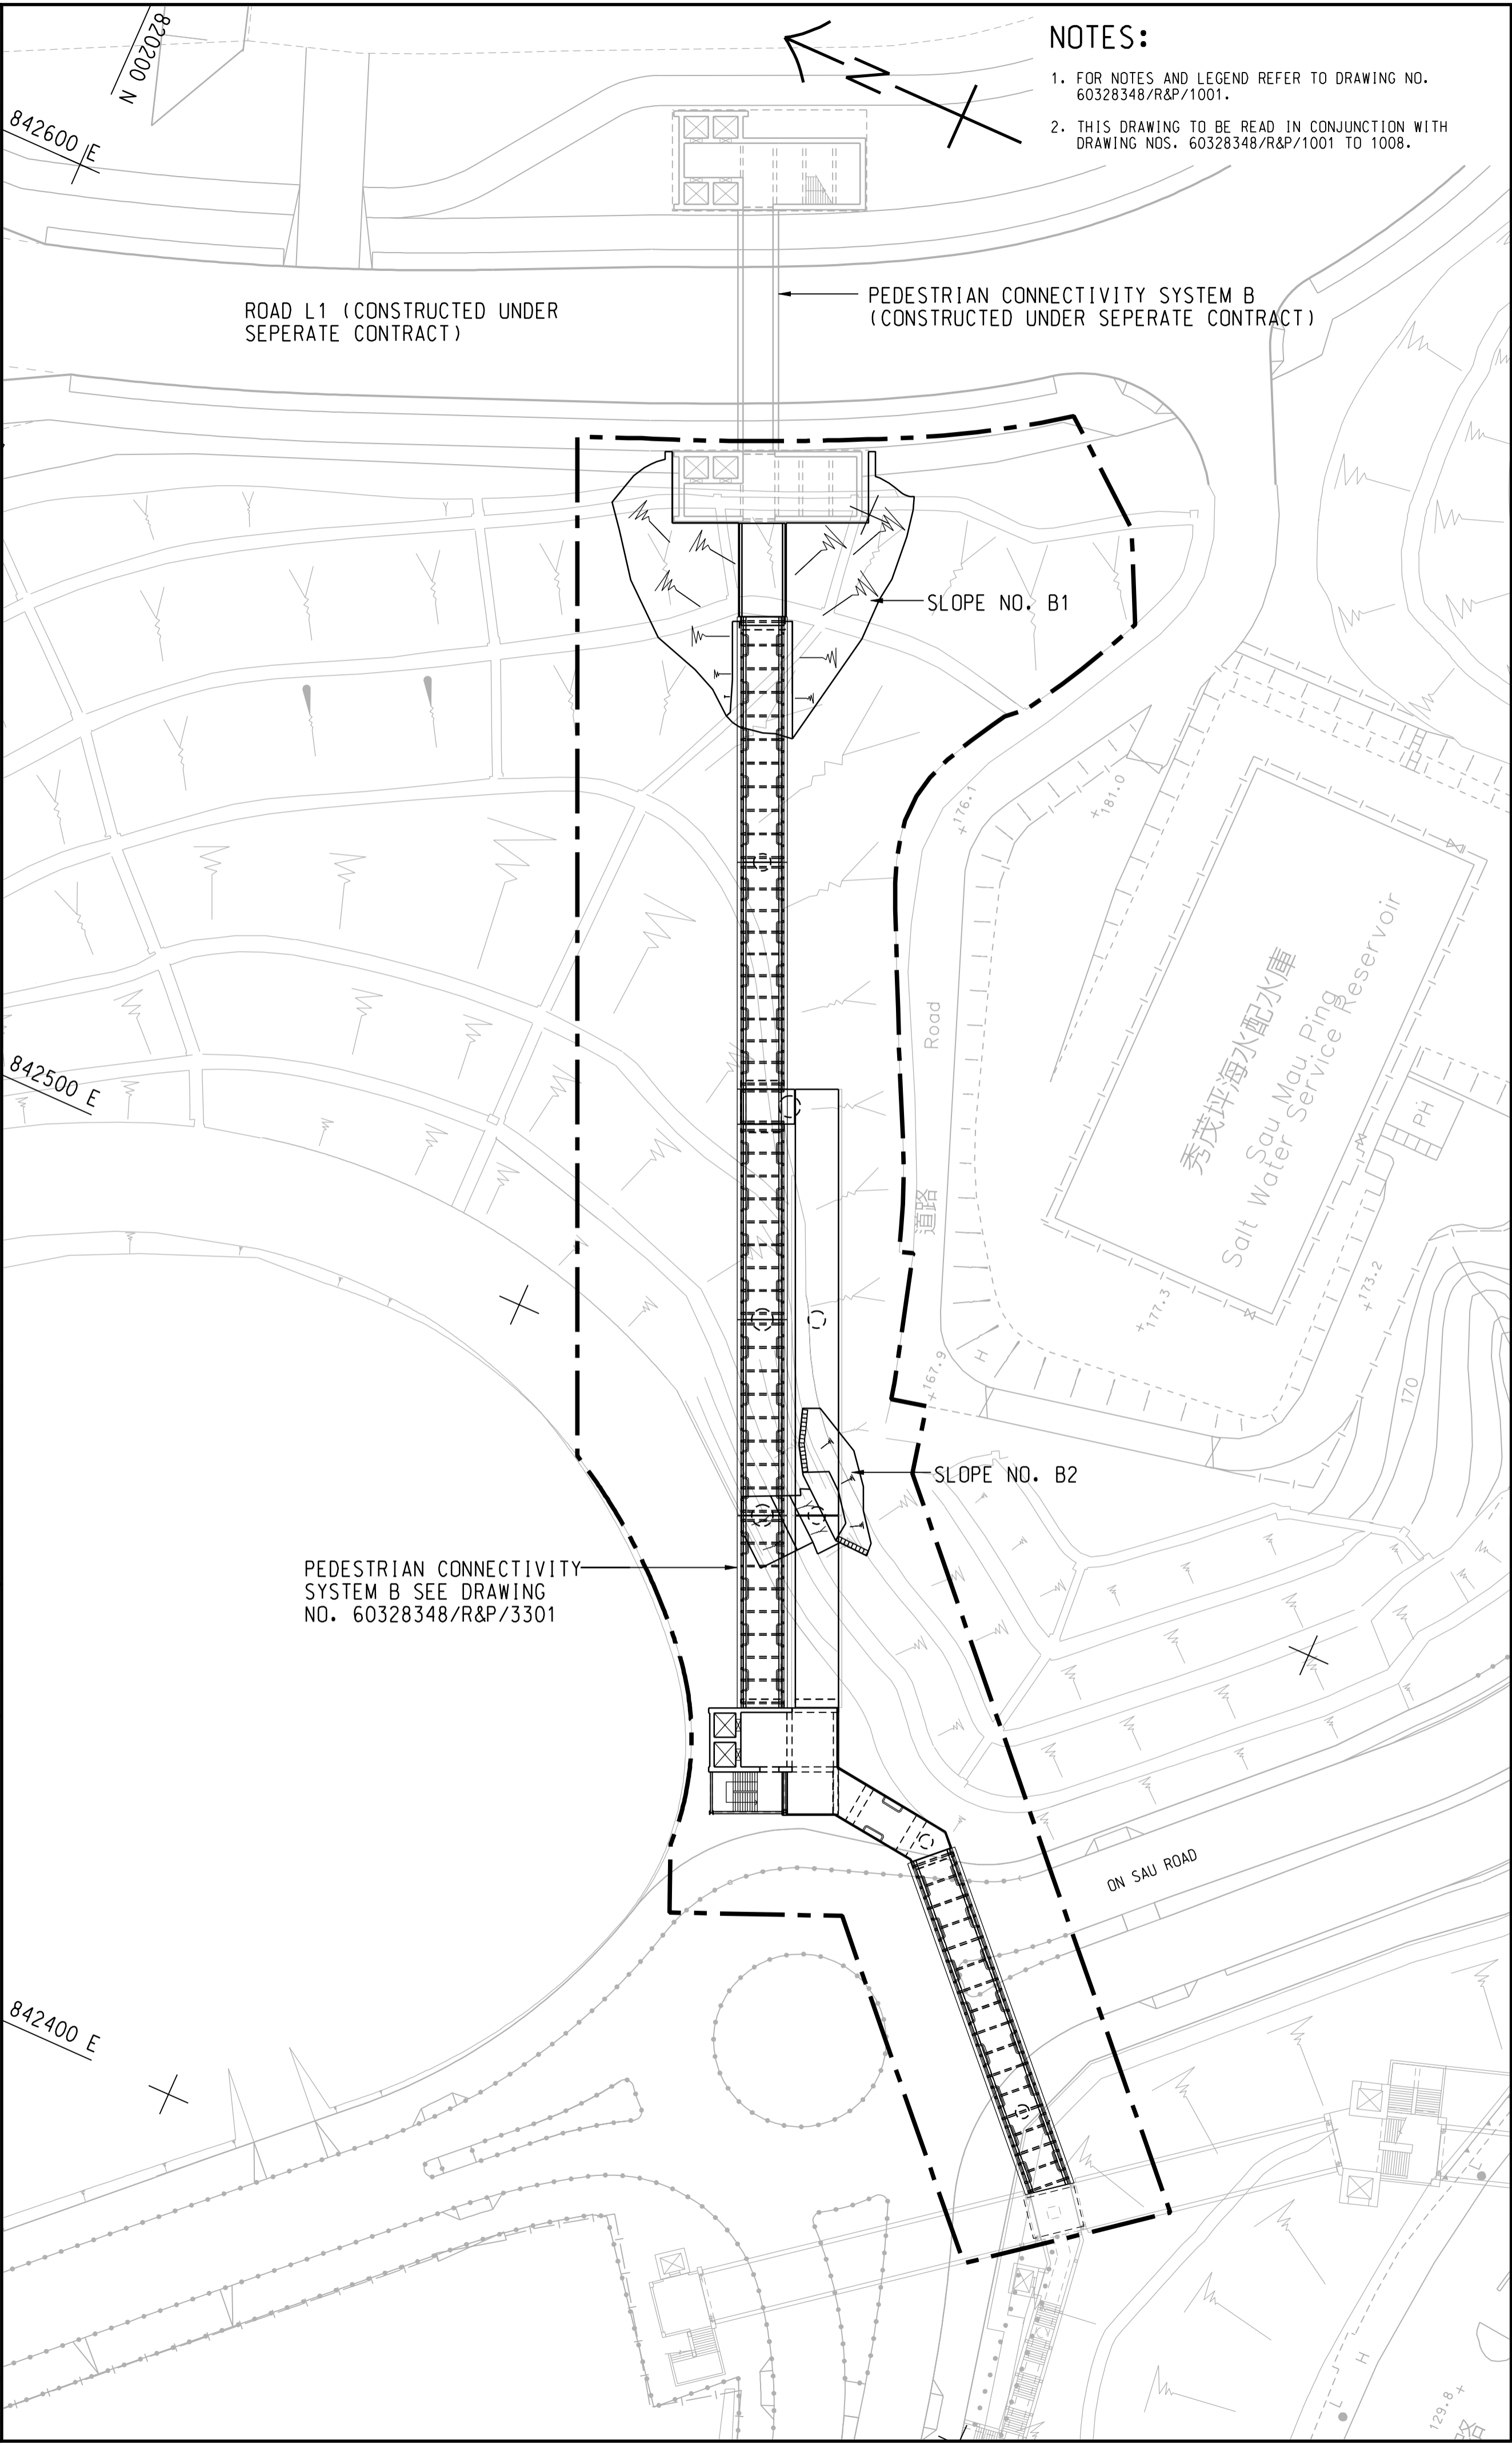 820200 N
NOTES:
1. FOR NOTES AND LEGEND REFER TO DRAWING NO.
60328348/R&P/1001.
2. THIS DRAWING TO BE READ IN CONJUNCTION WITH
DRAWING NOS. 60328348/R&P/1001 TO 1008.
842600 E
N
ROAD L1 (CONSTRUCTED UNDER
SEPERATE CONTRACT)
PEDESTRIAN CONNECTIVITY SYSTEM B
(CONSTRUCTED UNDER SEPERATE CONTRACT)
SLOPE NO. B1
+176.1
+181.0
842500 E
Road
道路
秀茂坪海水配水庫
Sau Mau Ping
Salt Water Service Reservoir
PH
+177.3
+173.2
+167.9
H
170
SLOPE NO. B2
PEDESTRIAN CONNECTIVITY
SYSTEM B SEE DRAWING
NO. 60328348/R&P/3301
ON SAU ROAD
842400 E
L
H
L
129.8 +
路